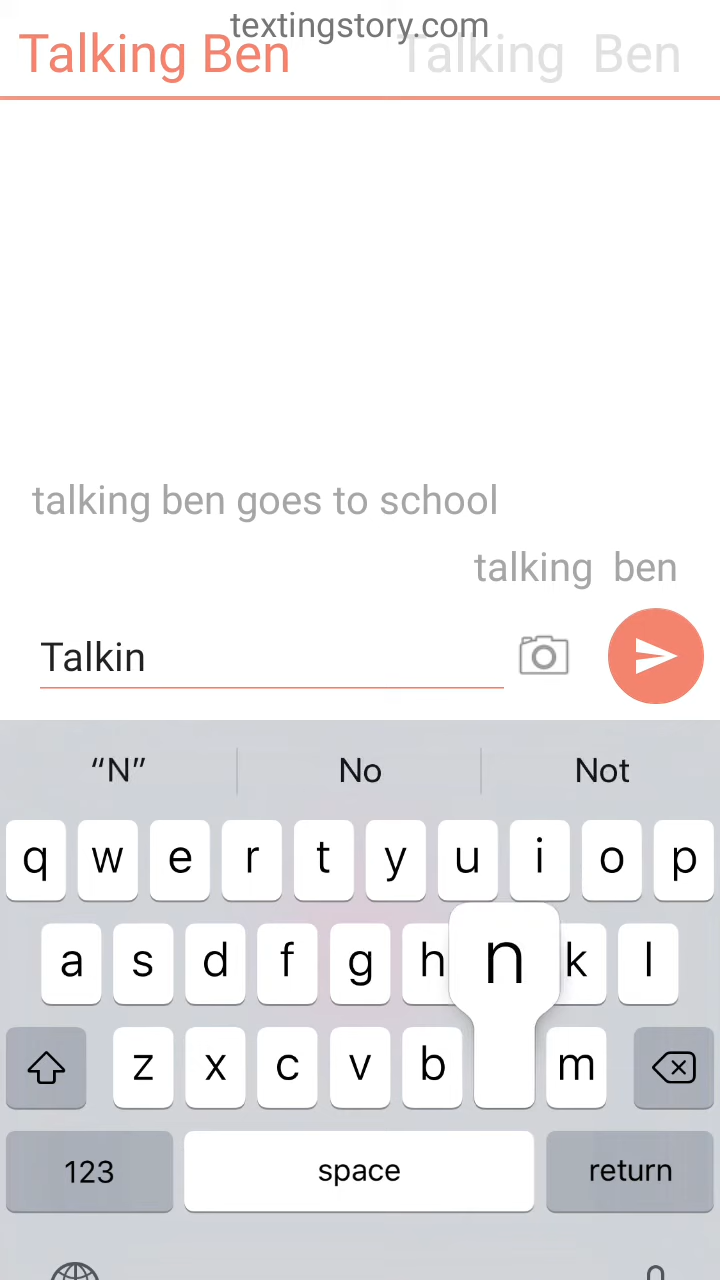 textingstory.com
Talking Ben Talking Ben
talking ben goes to school
talking ben
Talkin
“N” No Not
q w e r t y u i o p
a s d f g h n k l
z x c v b m
123 space return